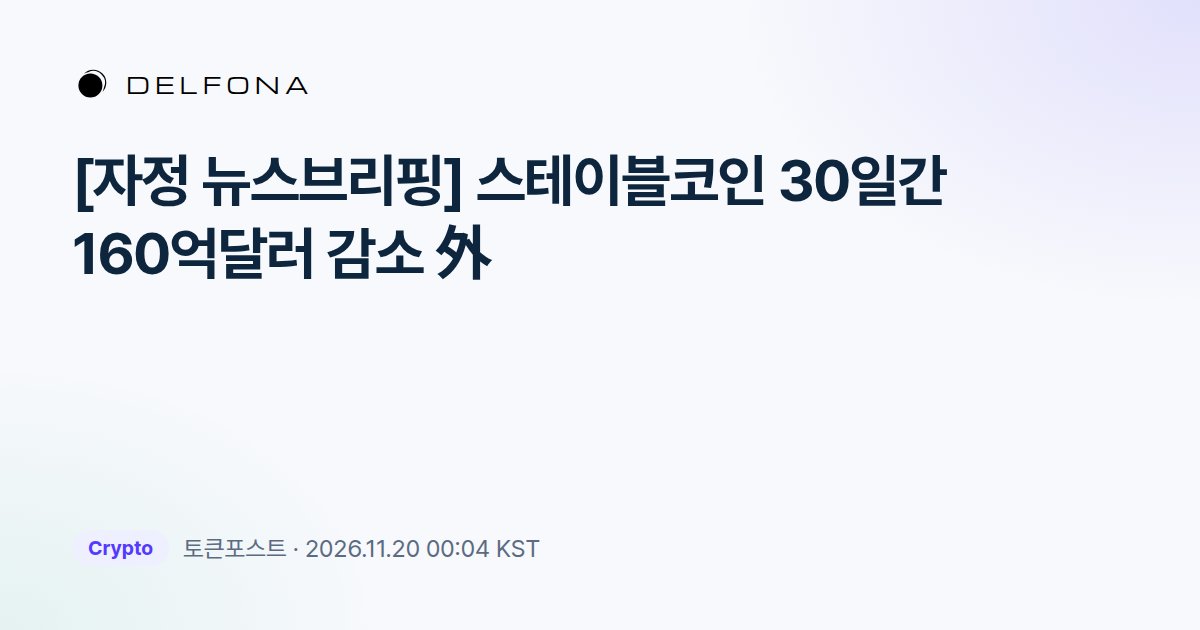 DELFONA
[자정 뉴스브리핑] 스테이블코인 30일간
160억달러 감소 外
Crypto 토큰포스트 · 2026.11.20 00:04 KST